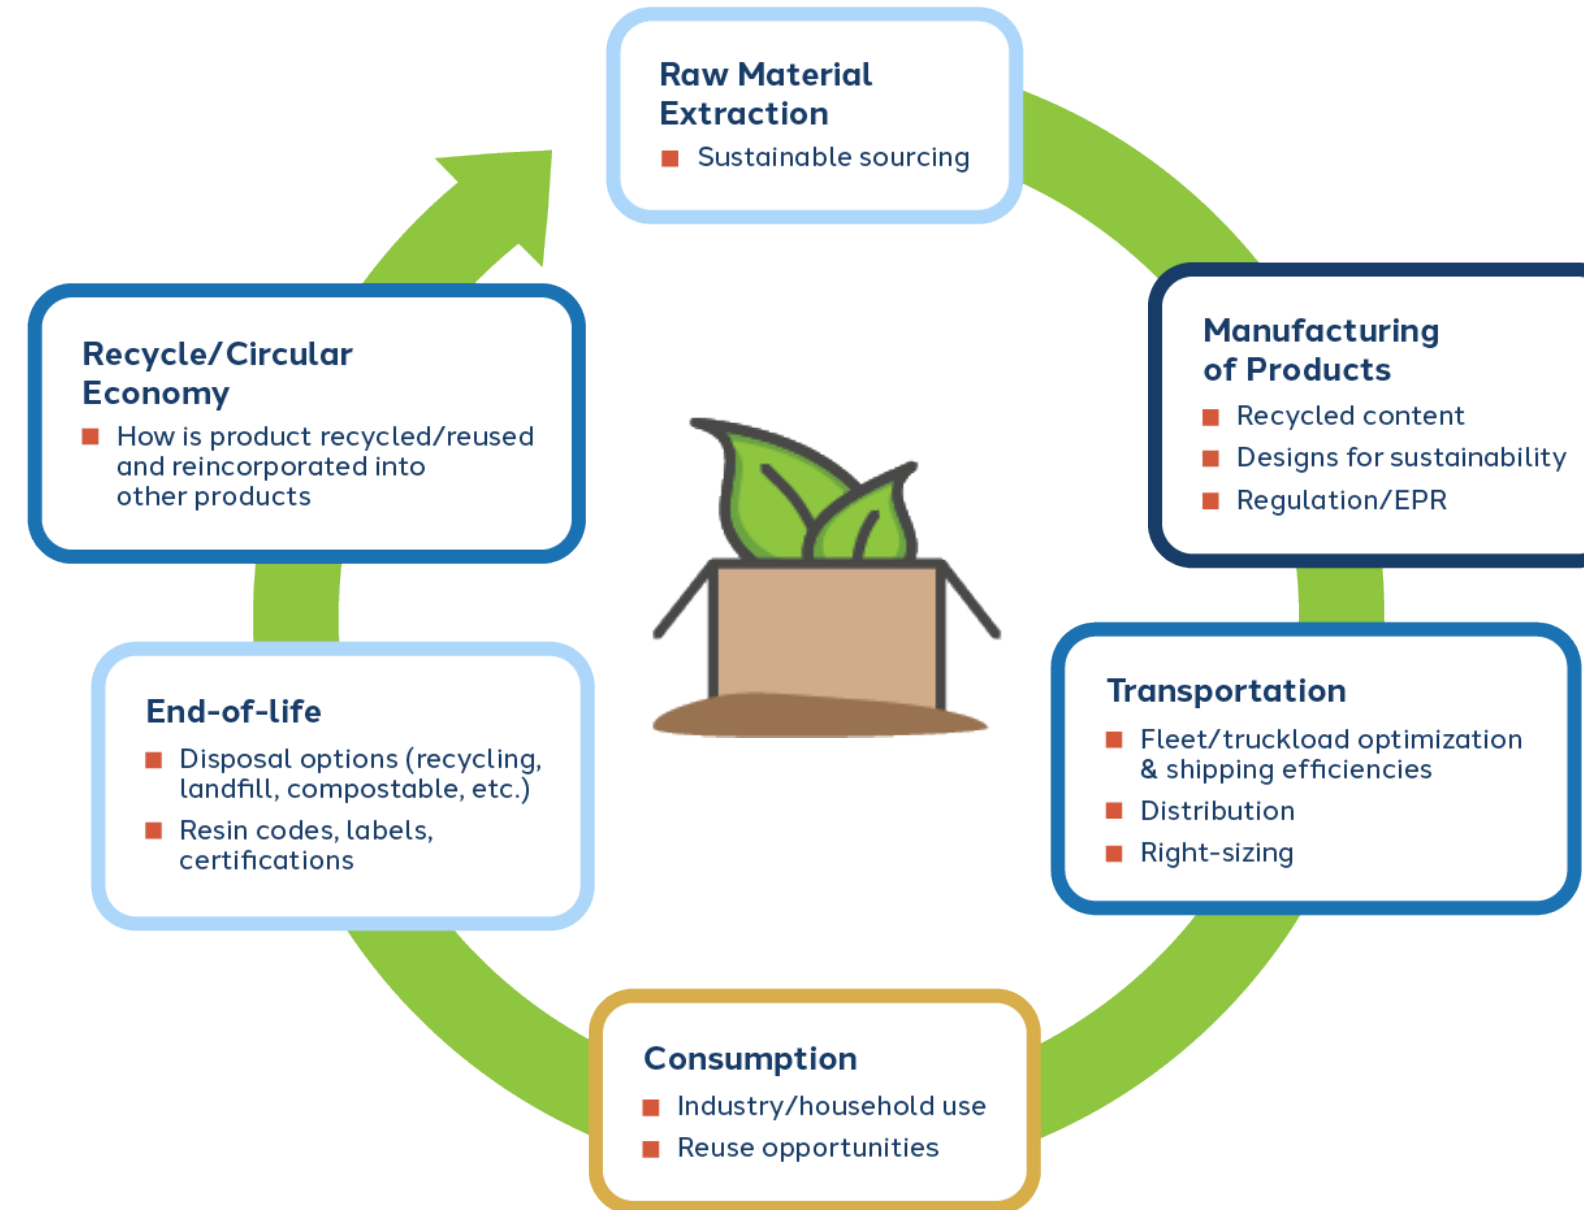 Raw Material
Extraction
Sustainable sourcing
Manufacturing
of Products
Recycled content
Designs for sustainability
Regulation/EPR
Transportation
Fleet/truckload optimization
& shipping efficiencies
Distribution
Right-sizing
Consumption
Industry/household use
Reuse opportunities
End-of-life
Disposal options (recycling,
landfill, compostable, etc.)
Resin codes, labels,
certifications
Recycle/Circular
Economy
How is product recycled/reused
and reincorporated into
other products